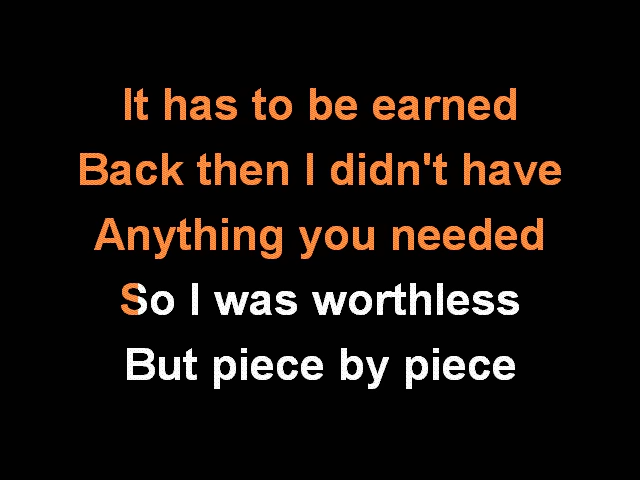 It has to be earned
Back then I didn't have
Anything you needed
So I was worthless
But piece by piece